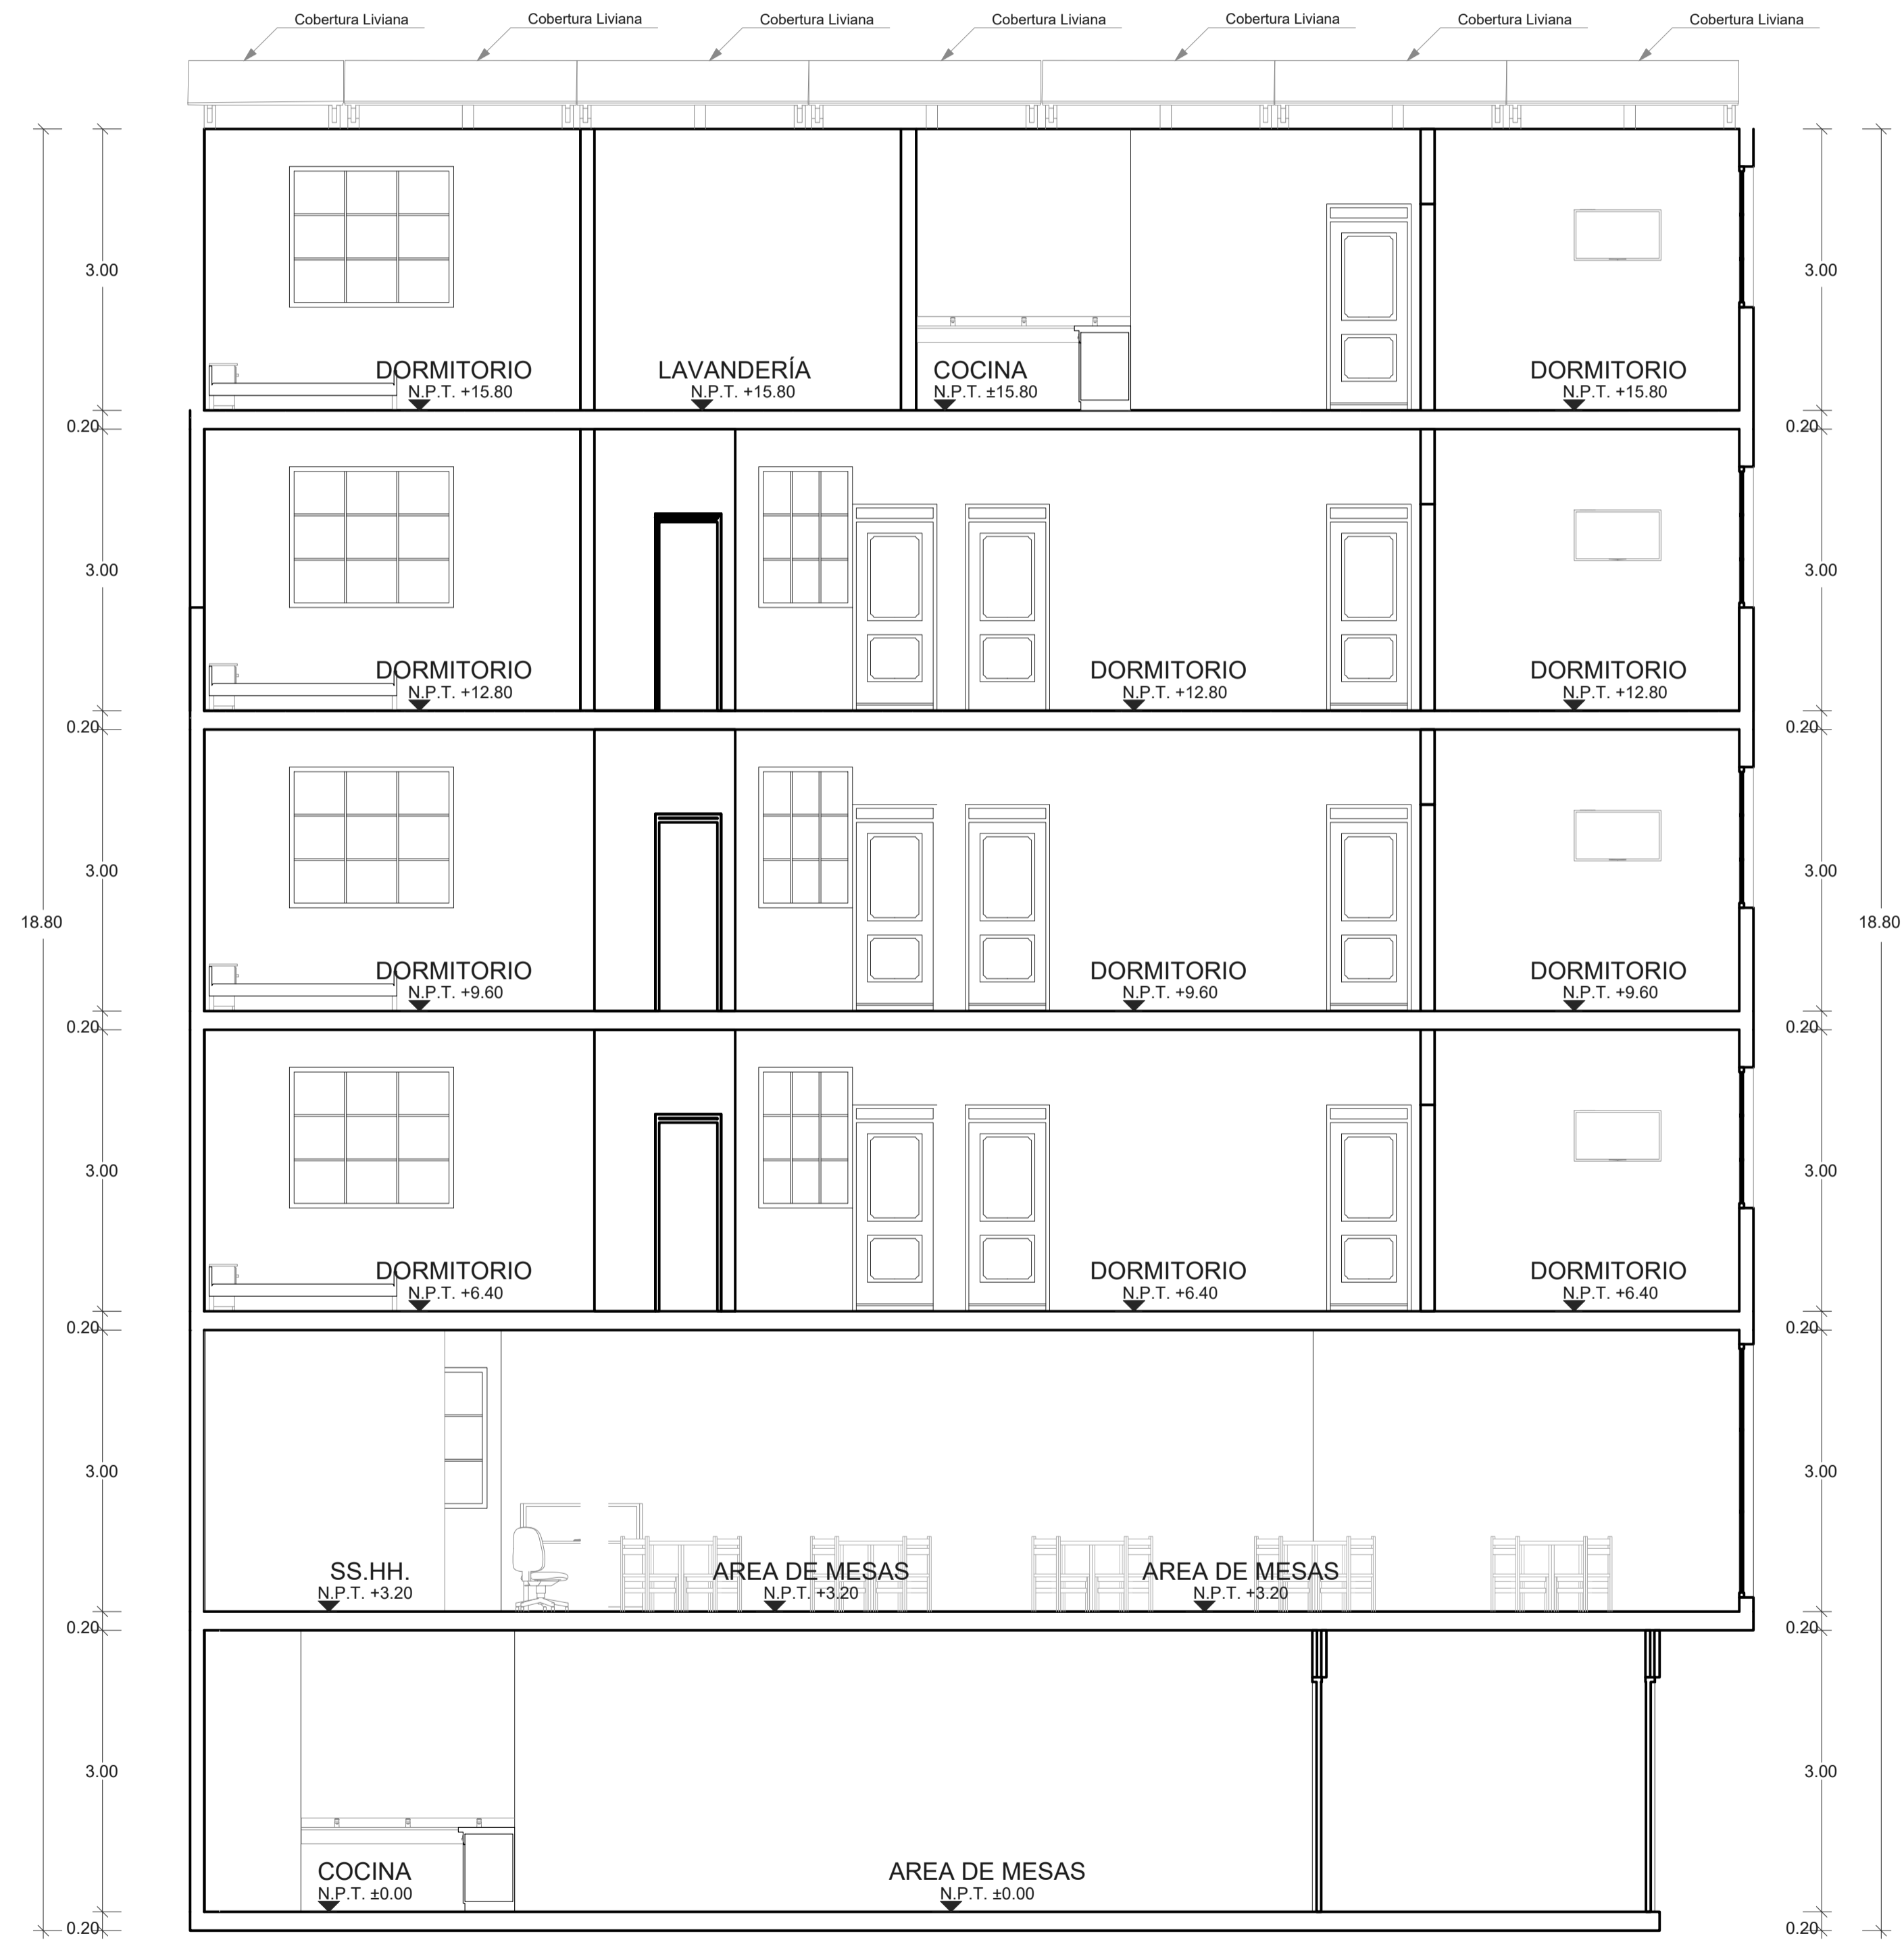 Cobertura Liviana
Cobertura Liviana
Cobertura Liviana
Cobertura Liviana
Cobertura Liviana
Cobertura Liviana
Cobertura Liviana
3.00
3.00
DORMITORIO
LAVANDERÍA
COCINA
DORMITORIO
N.P.T. +15.80
N.P.T. +15.80
N.P.T. ±15.80
N.P.T. +15.80
0.20
0.20
3.00
3.00
DORMITORIO
DORMITORIO
DORMITORIO
N.P.T. +12.80
N.P.T. +12.80
N.P.T. +12.80
0.20
0.20
3.00
3.00
18.80
18.80
DORMITORIO
DORMITORIO
DORMITORIO
N.P.T. +9.60
N.P.T. +9.60
N.P.T. +9.60
0.20
0.20
3.00
3.00
DORMITORIO
DORMITORIO
DORMITORIO
N.P.T. +6.40
N.P.T. +6.40
N.P.T. +6.40
0.20
0.20
3.00
3.00
SS.HH.
AREA DE MESAS
AREA DE MESAS
N.P.T. +3.20
N.P.T. +3.20
N.P.T. +3.20
0.20
0.20
3.00
3.00
COCINA
AREA DE MESAS
N.P.T. ±0.00
N.P.T. ±0.00
0.20
0.20